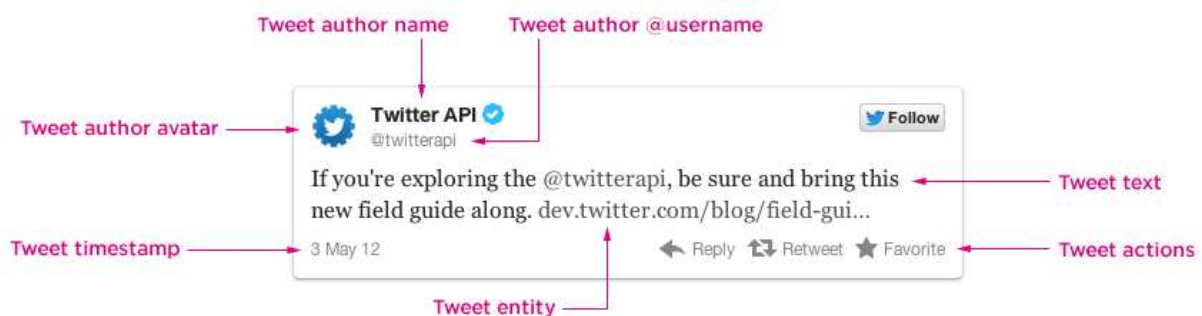 Tweet author name
Tweet author @username
Twitter API
Follow
Tweet author avatar
@twitterapi
If you're exploring the @twitterapi, be sure and bring this
Tweet text
new field guide along. dev.twitter.com/blog/field-gui...
Tweet timestamp
3 May 12
Reply Retweet Favorite
Tweet actions
Tweet entity